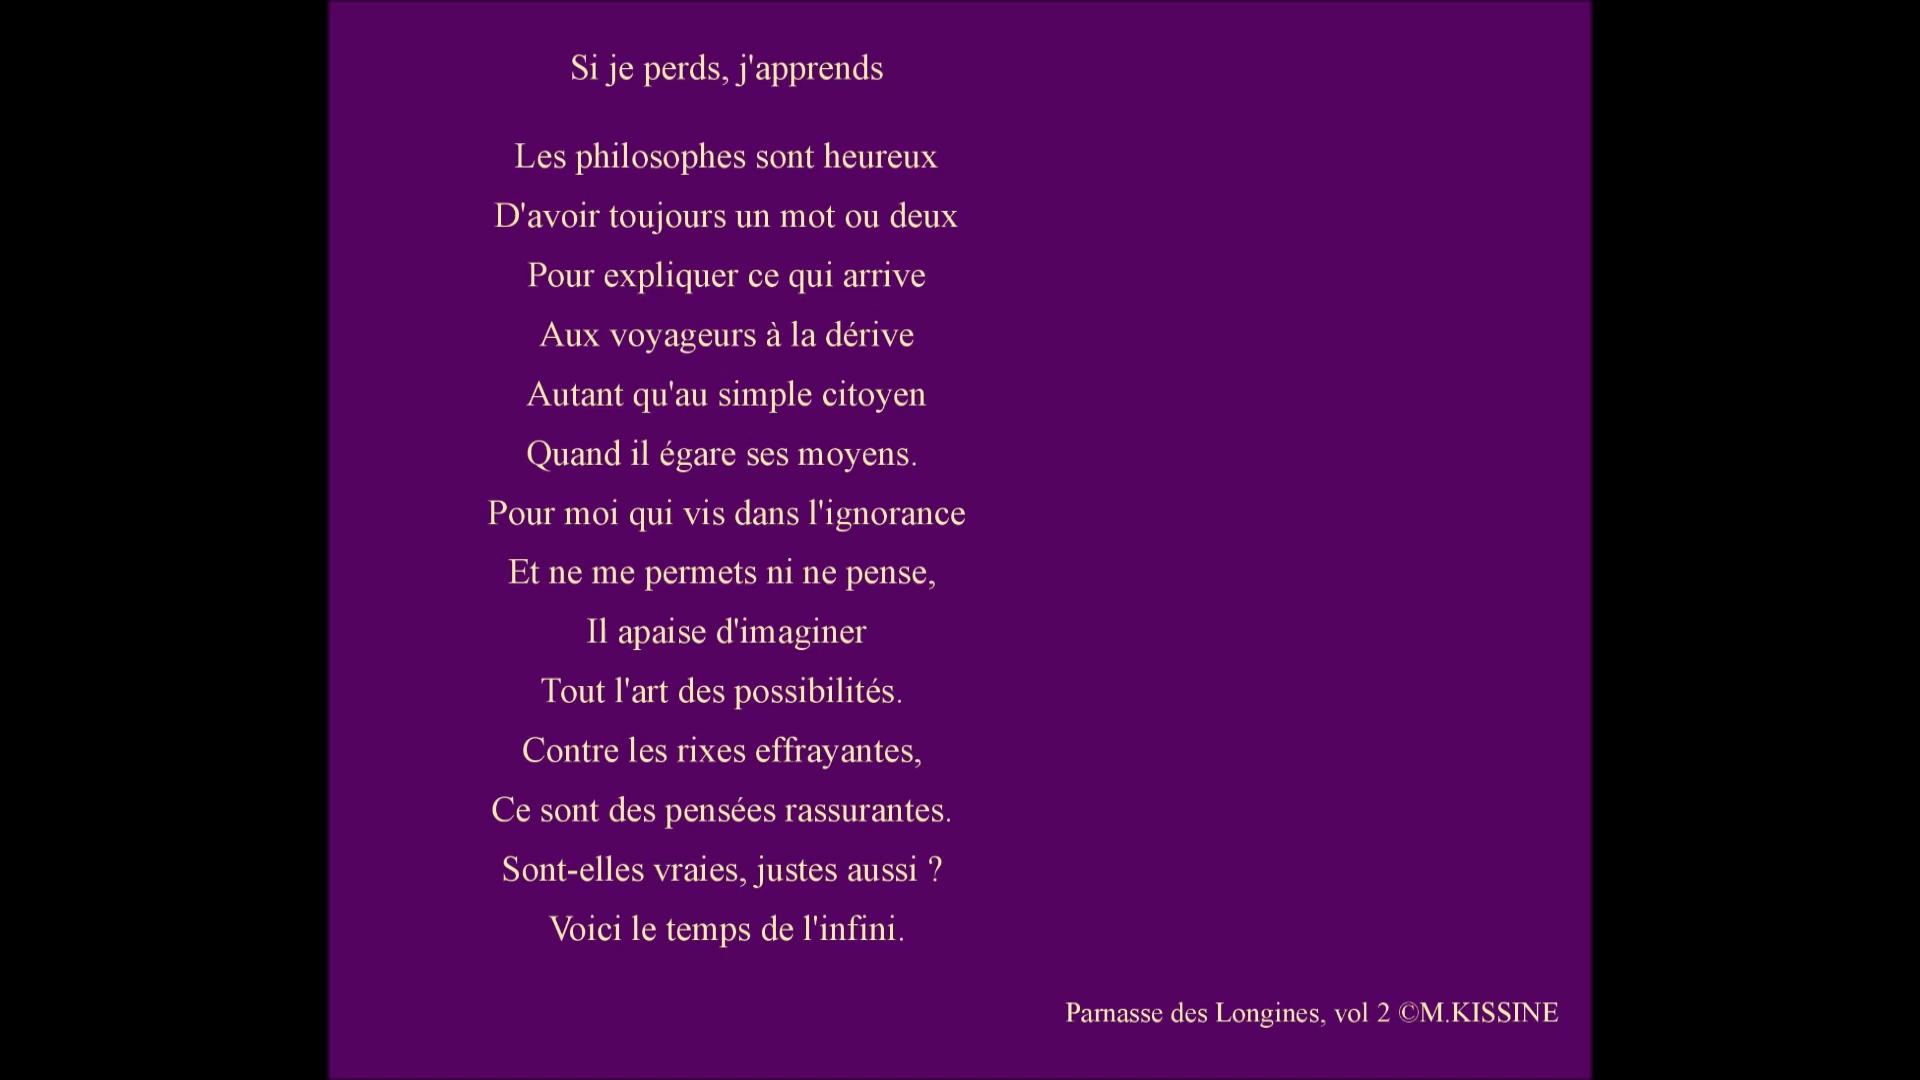 Si je perds, j'apprends
Les philosophes sont heureux
D'avoir toujours un mot ou deux
Pour expliquer ce qui arrive
Aux voyageurs à la dérive
Autant qu'au simple citoyen
Quand il égare ses moyens.
Pour moi qui vis dans l'ignorance
Et ne me permets ni ne pense,
Il apaise d'imaginer
Tout l'art des possibilités.
Contre les rixes effrayantes,
Ce sont des pensées rassurantes.
Sont-elles vraies, justes aussi ?
Voici le temps de l'infini.
Parnasse des Longines, vol 2 ©M.KISSINE